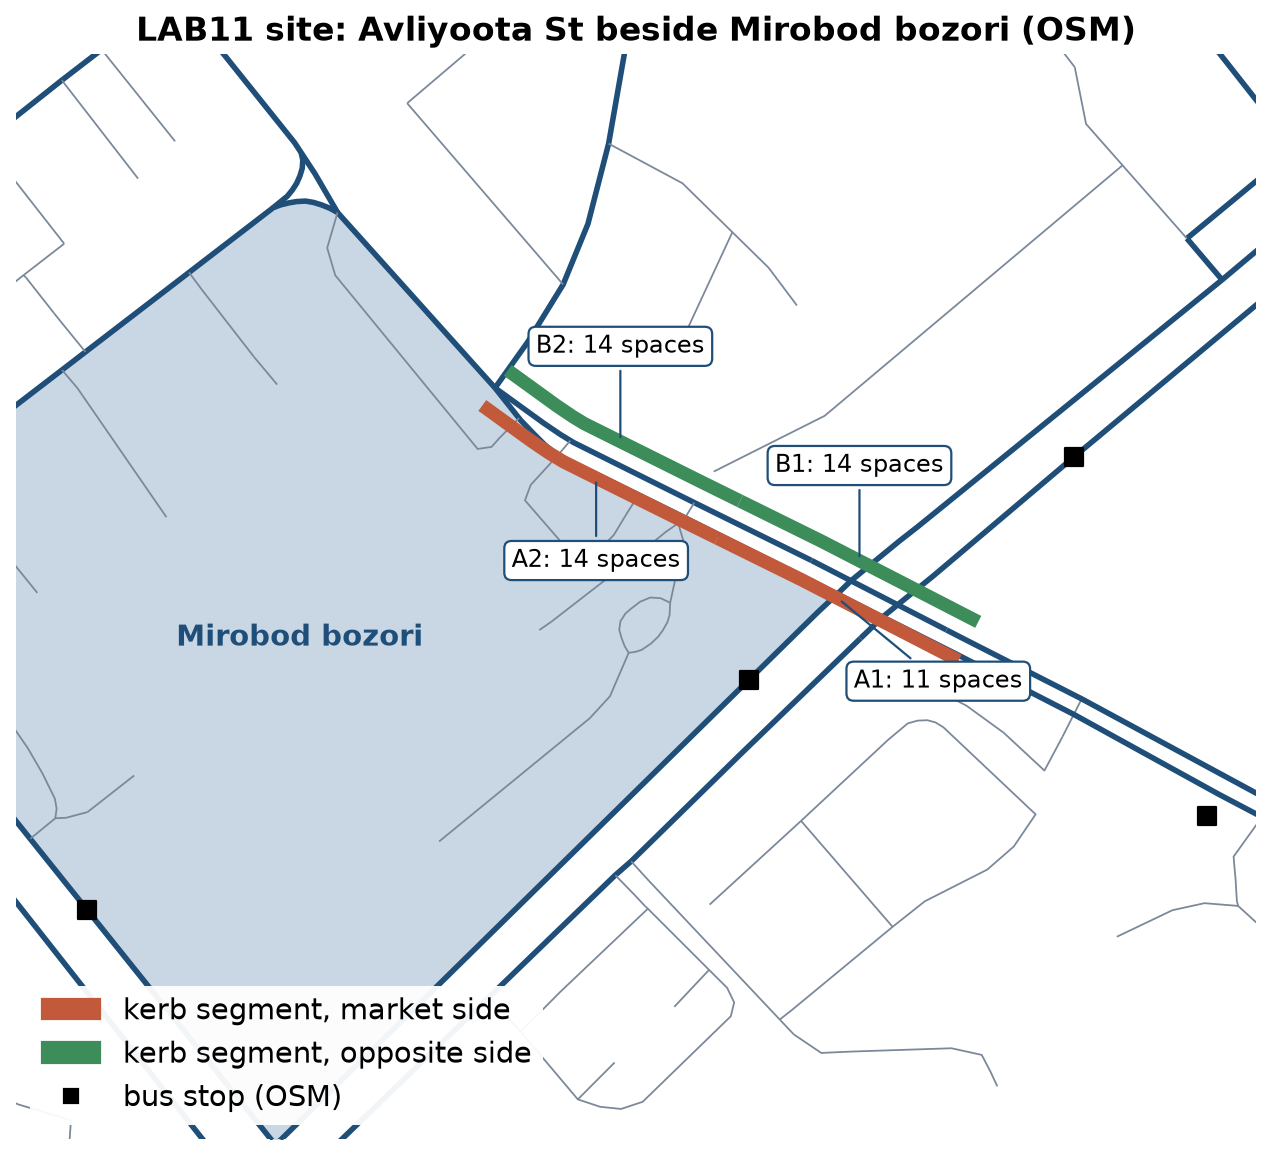 LAB11 site: Avliyoota St beside Mirobod bozori (OSM)
B2: 14 spaces
B1: 14 spaces
A2: 14 spaces
Mirobod bozori
A1: 11 spaces
kerb segment, market side
kerb segment, opposite side
bus stop (OSM)